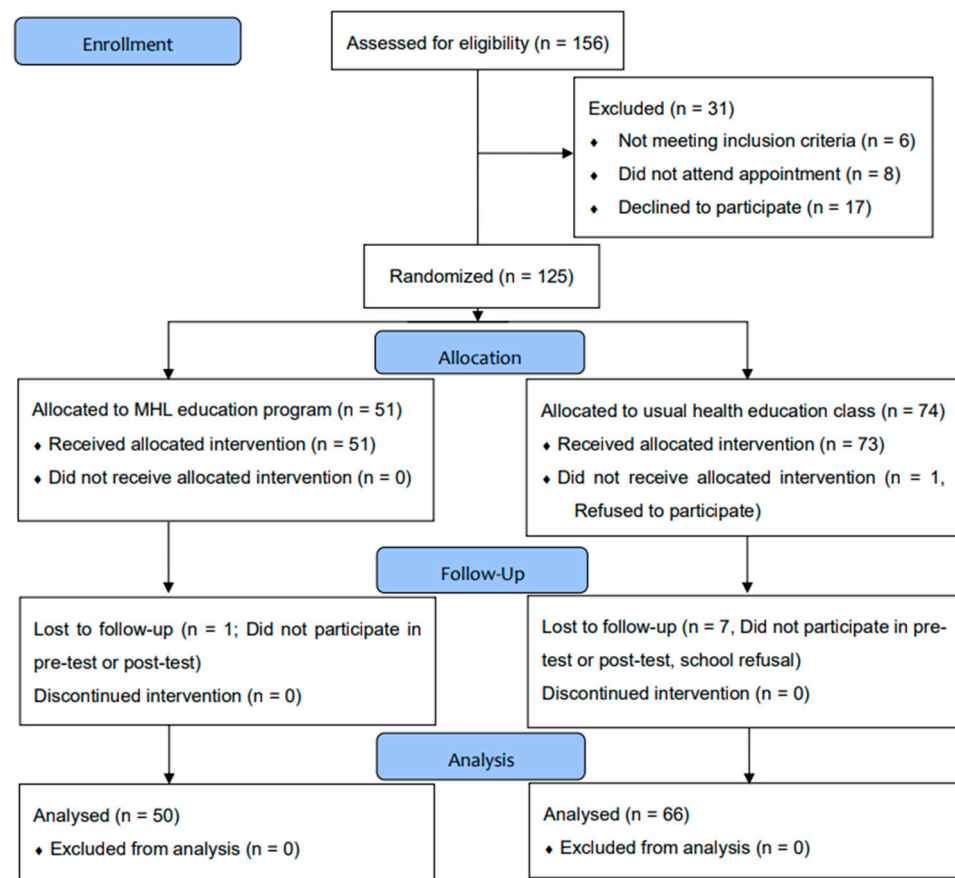 Enrollment
Assessed for eligibility (n = 156)
Excluded (n = 31)
⬧ Not meeting inclusion criteria (n = 6)
⬧ Did not attend appointment (n = 8)
⬧ Declined to participate (n = 17)
Randomized (n = 125)
Allocation
Allocated to MHL education program (n = 51)
⬧ Received allocated intervention (n = 51)
⬧ Did not receive allocated intervention (n = 0)
Allocated to usual health education class (n = 74)
⬧ Received allocated intervention (n = 73)
⬧ Did not receive allocated intervention (n = 1,
Refused to participate)
Follow-Up
Lost to follow-up (n = 1; Did not participate in
pre-test or post-test)
Discontinued intervention (n = 0)
Lost to follow-up (n = 7, Did not participate in pre-
test or post-test, school refusal)
Discontinued intervention (n = 0)
Analysis
Analysed (n = 50)
⬧ Excluded from analysis (n = 0)
Analysed (n = 66)
⬧ Excluded from analysis (n = 0)